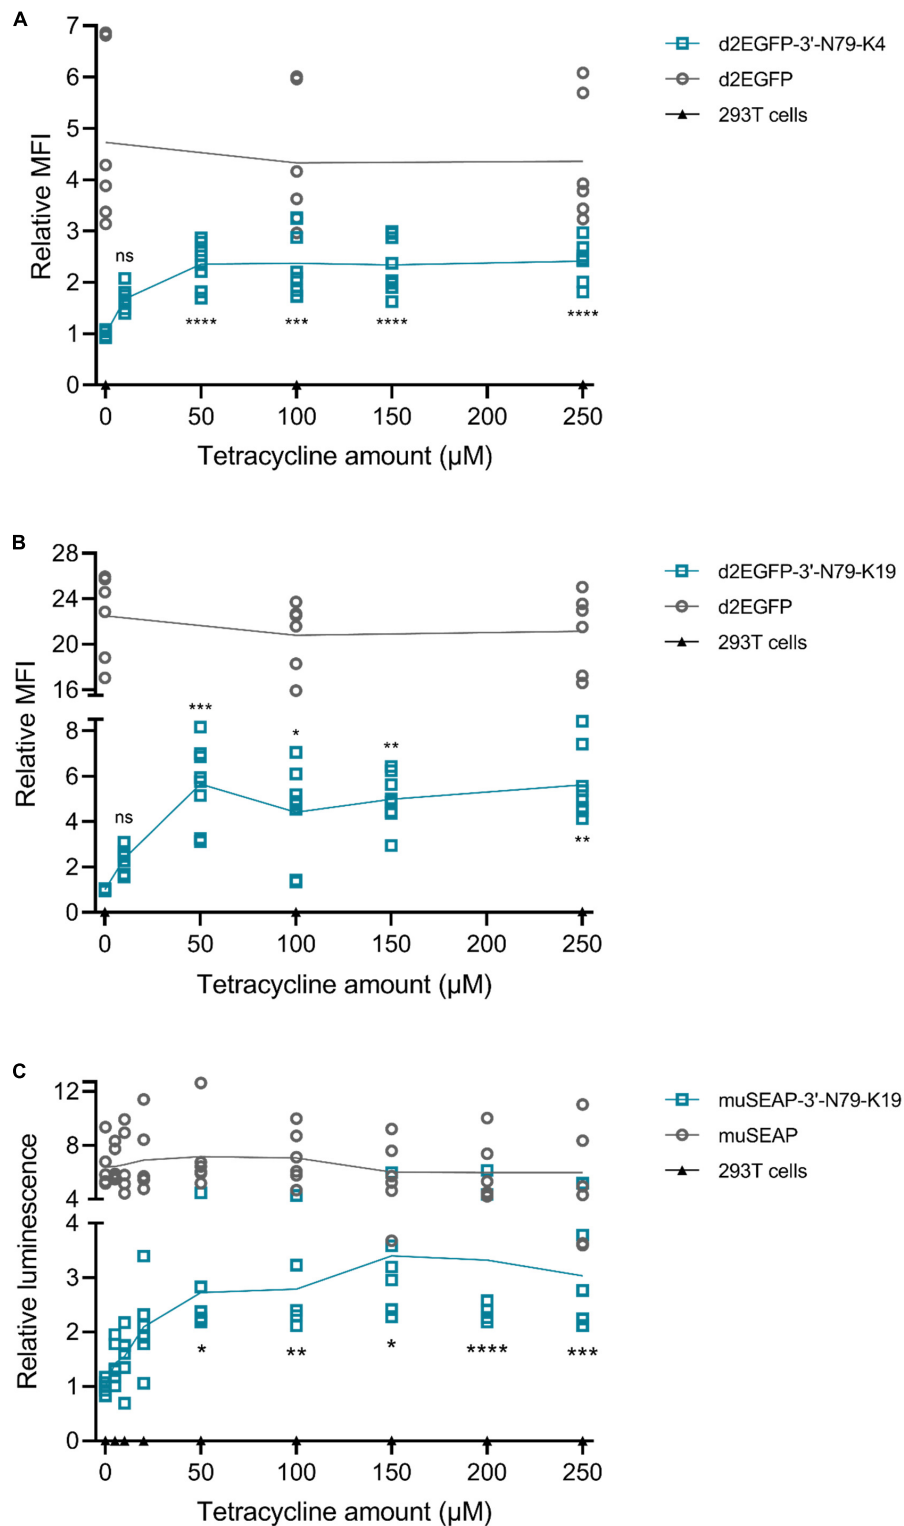 A
7
6
5
4
3
2
1
0
Relative MFI
ns
****
***
****
****
0 50 100 150 200 250
Tetracycline amount (µM)
d2EGFP-3'-N79-K4
d2EGFP
293T cells
B
28
24
20
16
8
6
4
2
0
Relative MFI
ns
***
*
**
**
0 50 100 150 200 250
Tetracycline amount (µM)
d2EGFP-3'-N79-K19
d2EGFP
293T cells
C
12
8
4
4
3
2
1
0
Relative luminescence
*
**
*
****
***
0 50 100 150 200 250
Tetracycline amount (µM)
muSEAP-3'-N79-K19
muSEAP
293T cells